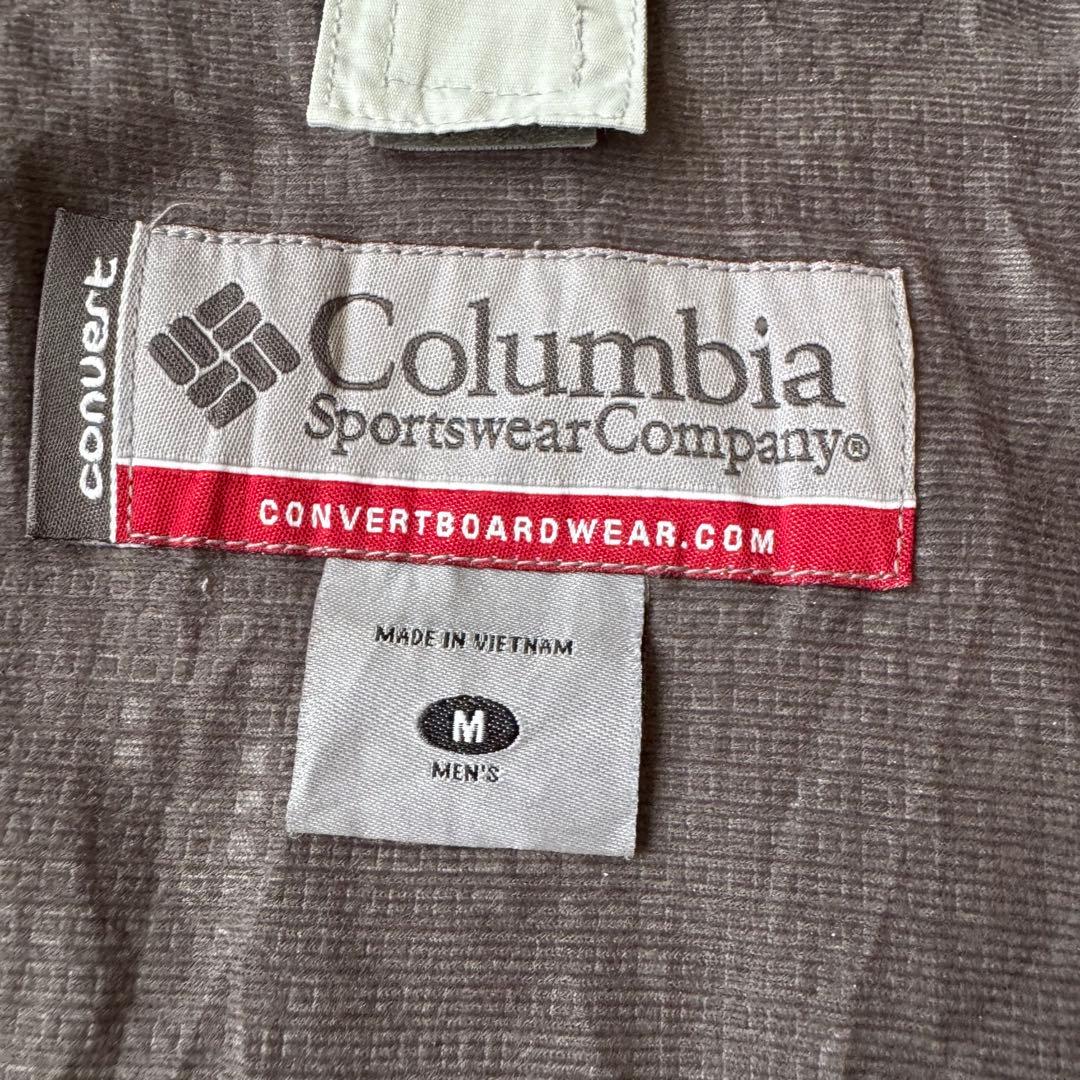 convert
Columbia
Sportswear Company®
CONVERTBOARDWEAR.COM
MADE IN VIETNAM
M
MEN'S